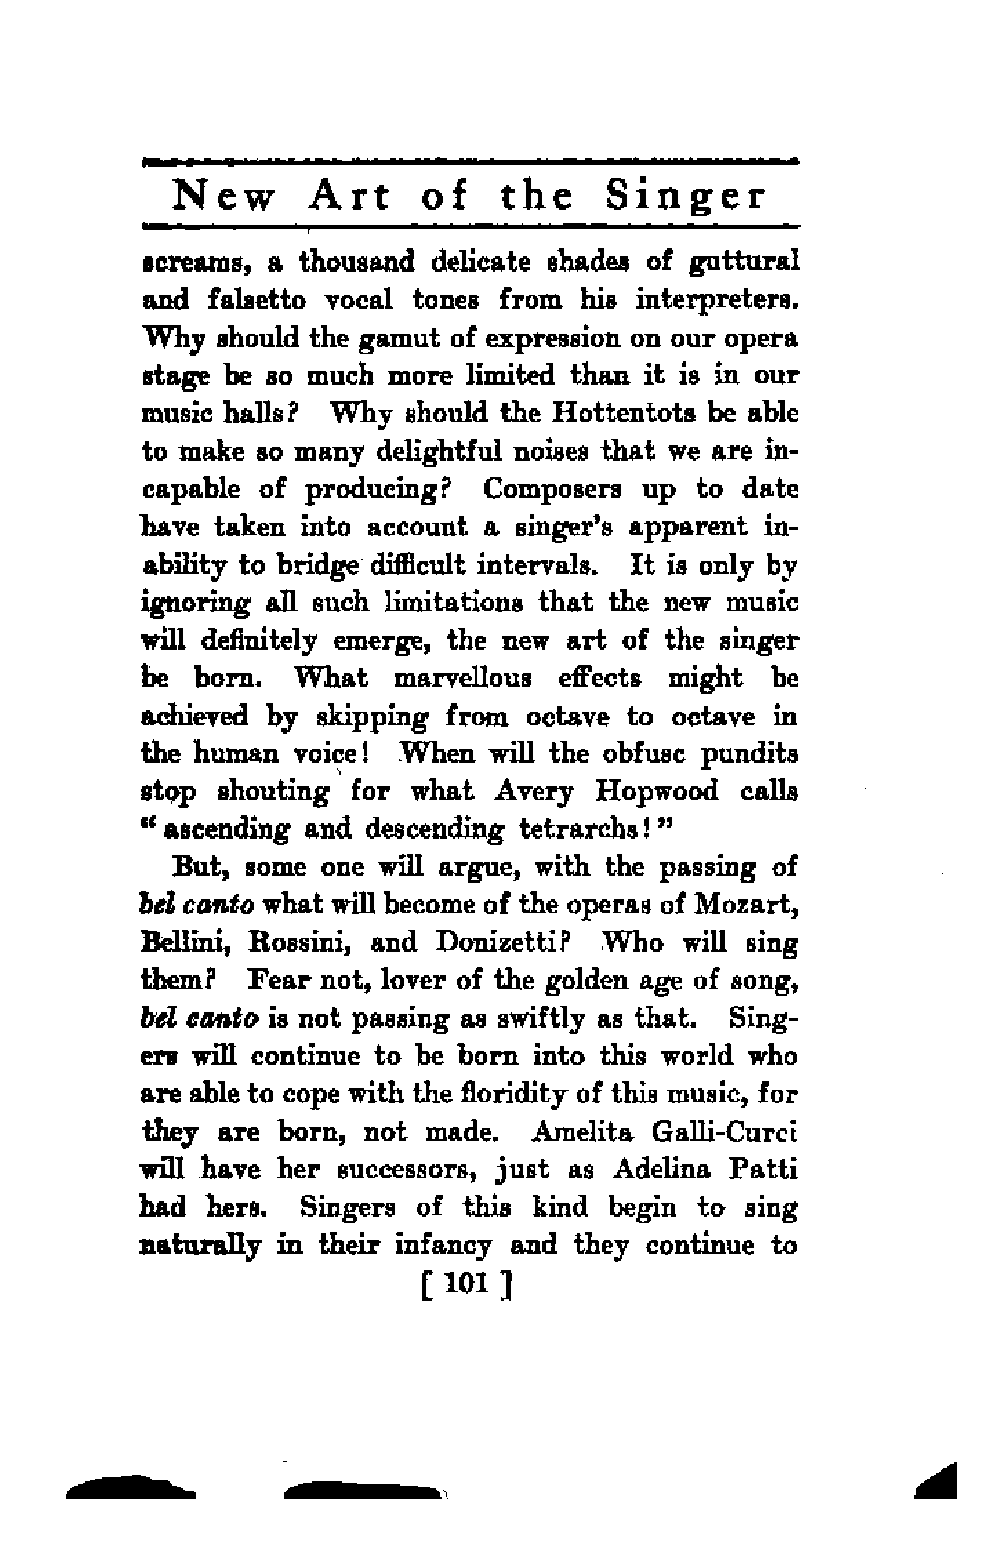 New Art of the Singer
screams, a thousand delicate shades of guttural
and falsetto vocal tones from his interpreters.
Why should the gamut of expression on our opera
stage be so much more limited than it is in our
music halls? Why should the Hottentots be able
to make so many delightful noises that we are in-
capable of producing? Composers up to date
have taken into account a singer's apparent in-
ability to bridge difficult intervals. It is only by
ignoring all such limitations that the new music
will definitely emerge, the new art of the singer
be born. What marvellous effects might be
achieved by skipping from octave to octave in
the human voice! When will the obfusc pundits
stop shouting for what Avery Hopwood calls
"ascending and descending tetrarchs!"
But, some one will argue, with the passing of
bel canto what will become of the operas of Mozart,
Bellini, Rossini, and Donizetti? Who will sing
them? Fear not, lover of the golden age of song,
bel canto is not passing as swiftly as that. Sing-
ers will continue to be born into this world who
are able to cope with the floridity of this music, for
they are born, not made. Amelita Galli-Curci
will have her successors, just as Adelina Patti
had hers. Singers of this kind begin to sing
naturally in their infancy and they continue to
[ 101 ]